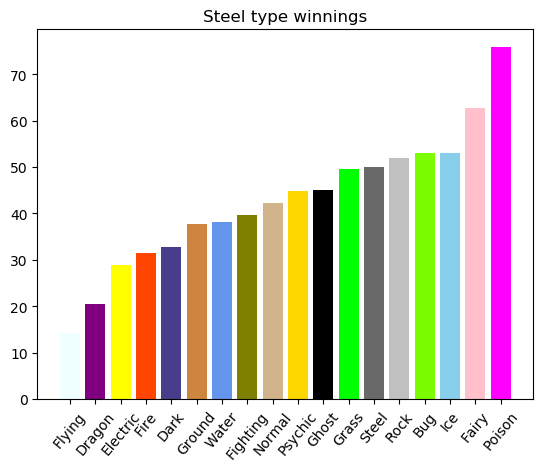 Steel type winnings
70
60
50
40
30
20
10
0
Flying
Dragon
Electric
Fire
Dark
Ground
Water
Fighting
Normal
Psychic
Ghost
Grass
Steel
Rock
Bug
Ice
Fairy
Poison